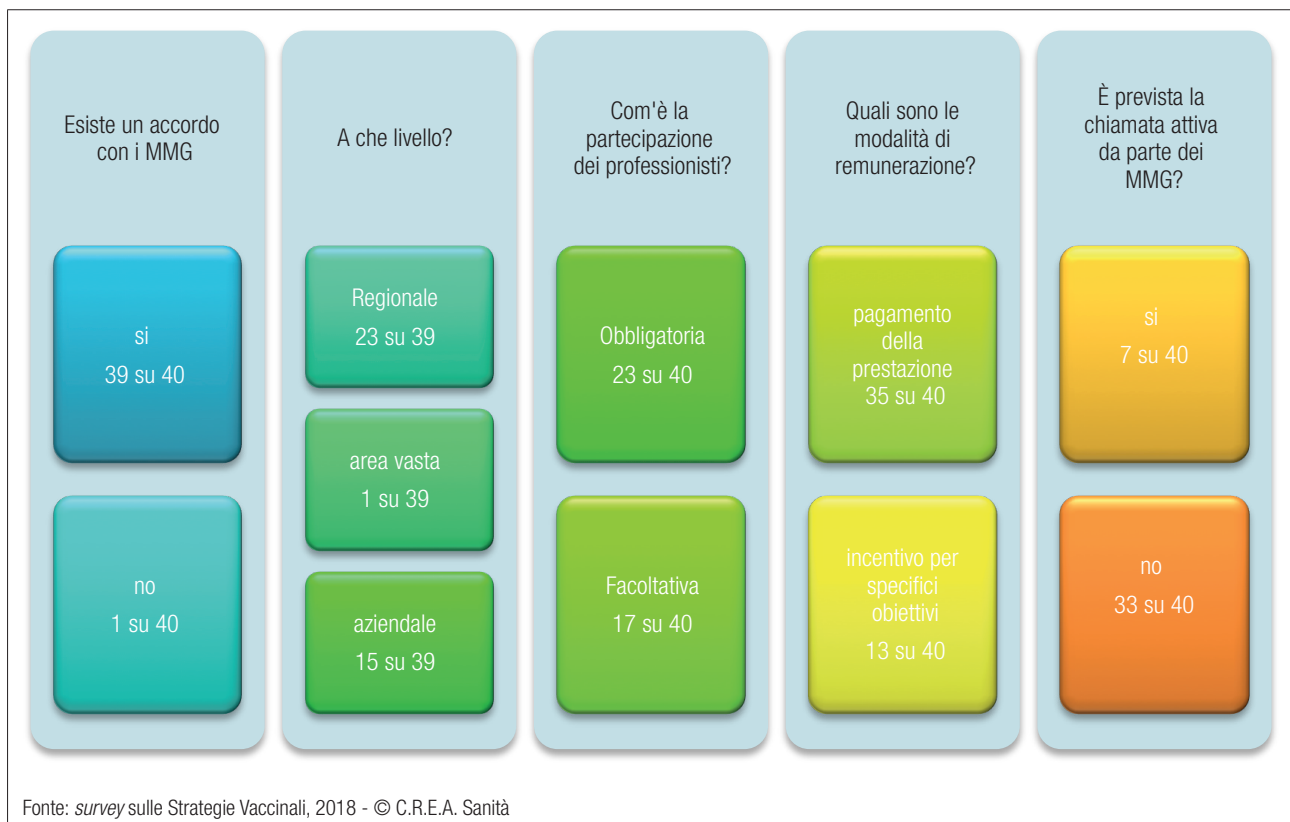 Esiste un accordo
con i MMG
si
39 su 40
no
1 su 40
A che livello?
Regionale
23 su 39
area vasta
1 su 39
aziendale
15 su 39
Com'è la
partecipazione
dei professionisti?
Obbligatoria
23 su 40
Facoltativa
17 su 40
Quali sono le
modalità di
remunerazione?
pagamento
della
prestazione
35 su 40
incentivo per
specifici
obiettivi
13 su 40
È prevista la
chiamata attiva
da parte dei
MMG?
si
7 su 40
no
33 su 40
Fonte: survey sulle Strategie Vaccinali, 2018 - © C.R.E.A. Sanità